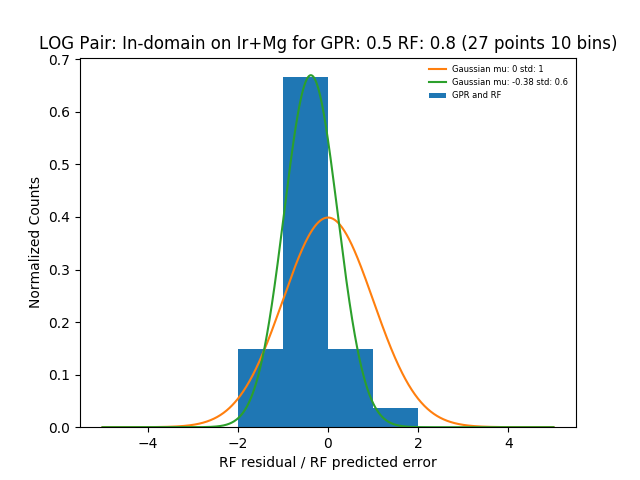 LOG Pair: In-domain on Ir+Mg for GPR: 0.5 RF: 0.8 (27 points 10 bins)
Gaussian mu: 0 std: 1
Gaussian mu: -0.38 std: 0.6
GPR and RF
Normalized Counts
0.7
0.6
0.5
0.4
0.3
0.2
0.1
0.0
−4
−2
0
2
4
RF residual / RF predicted error